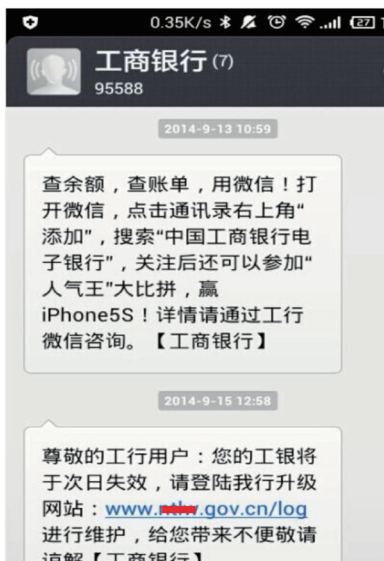 0.35K/s 27
工商银行 (7)
95588
2014-9-13 10:59
查余额，查账单，用微信！打
开微信，点击通讯录右上角“
添加”，搜索“中国工商银行电
子银行”，关注后还可以参加“
人气王”大比拼，赢
iPhone5S！详情请通过工行
微信咨询。【工商银行】
2014-9-15 12:58
尊敬的工行用户：您的工银将
于次日失效，请登陆我行升级
网站：www. .gov.cn/log
进行维护，给您带来不便敬请
谅解【工商银行】